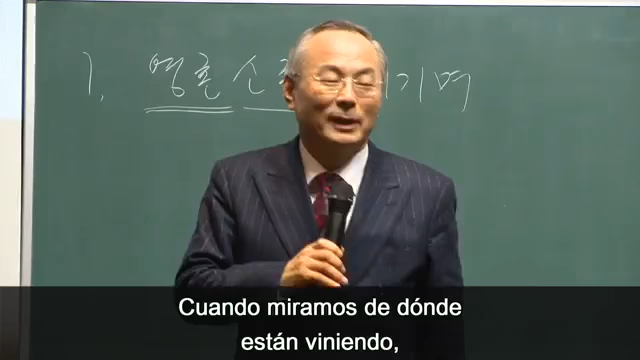 1. 영혼
Cuando miramos de dónde
están viniendo,